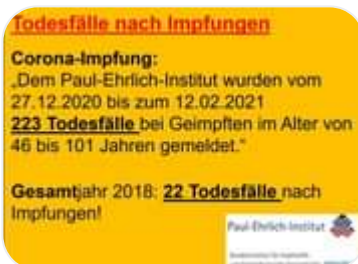 Todesfälle nach Impfungen
Corona-Impfung:
„Dem Paul-Ehrlich-Institut wurden vom
27.12.2020 bis zum 12.02.2021
223 Todesfälle bei Geimpften im Alter von
46 bis 101 Jahren gemeldet."
Gesamtjahr 2018: 22 Todesfälle nach
Impfungen!
Paul-Ehrlich-Institut